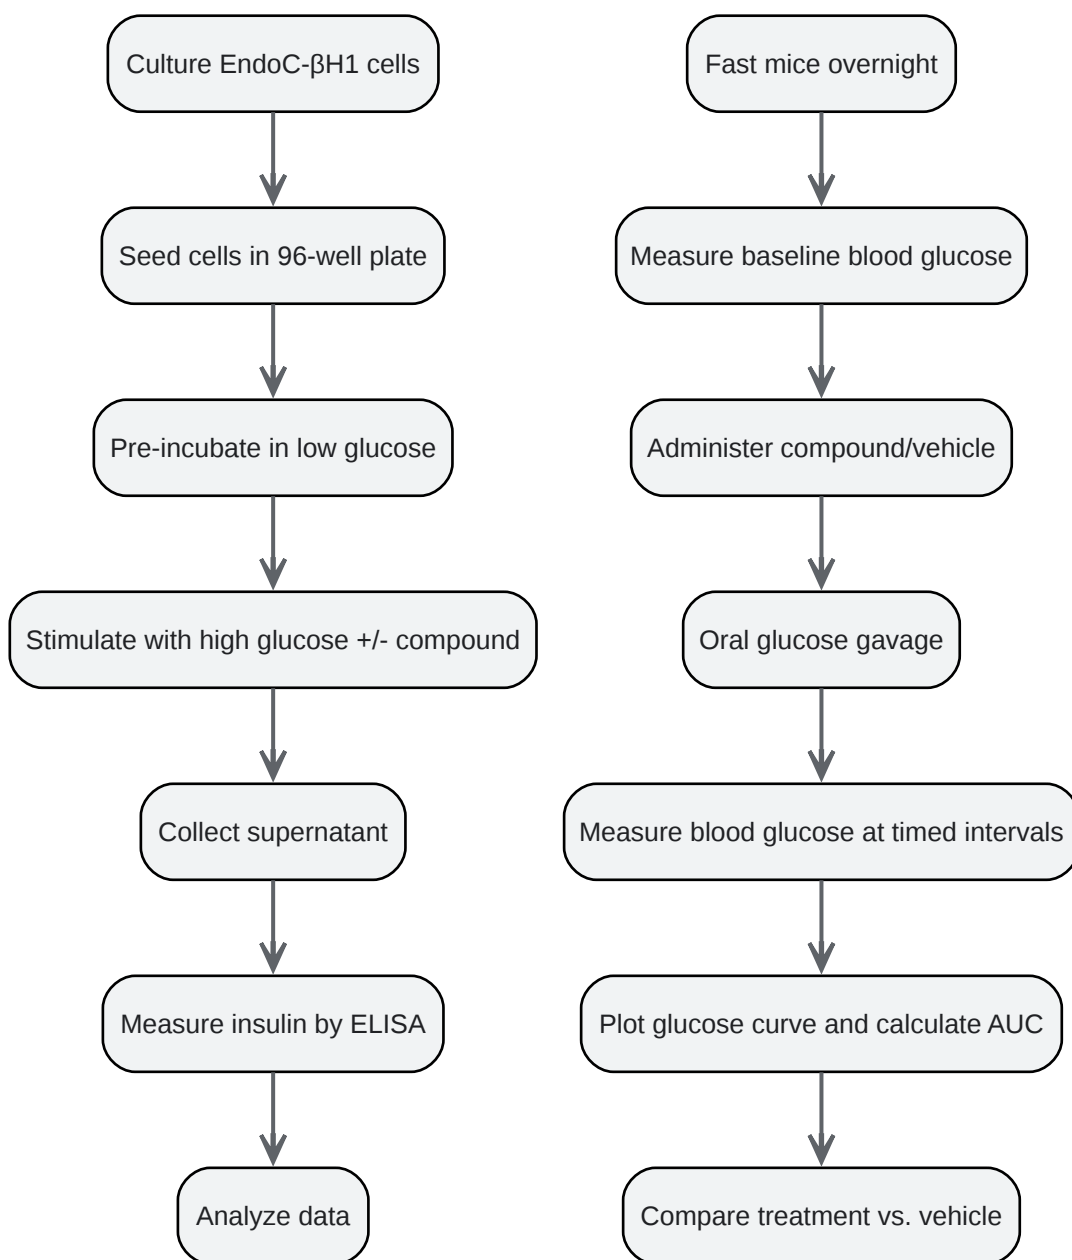 Culture EndoC-βH1 cells
Seed cells in 96-well plate
Pre-incubate in low glucose
Stimulate with high glucose +/- compound
Collect supernatant
Measure insulin by ELISA
Analyze data
Fast mice overnight
Measure baseline blood glucose
Administer compound/vehicle
Oral glucose gavage
Measure blood glucose at timed intervals
Plot glucose curve and calculate AUC
Compare treatment vs. vehicle